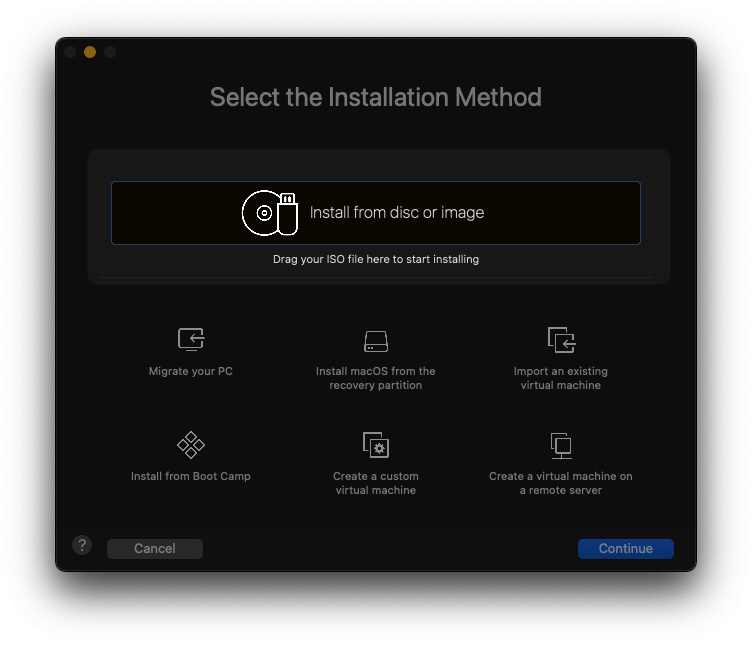 Select the Installation Method
Install from disc or image
Drag your ISO file here to start installing
Migrate your PC
Install macOS from the
recovery partition
Import an existing
virtual machine
Install from Boot Camp
Create a custom
virtual machine
Create a virtual machine on
a remote server
?
Cancel
Continue